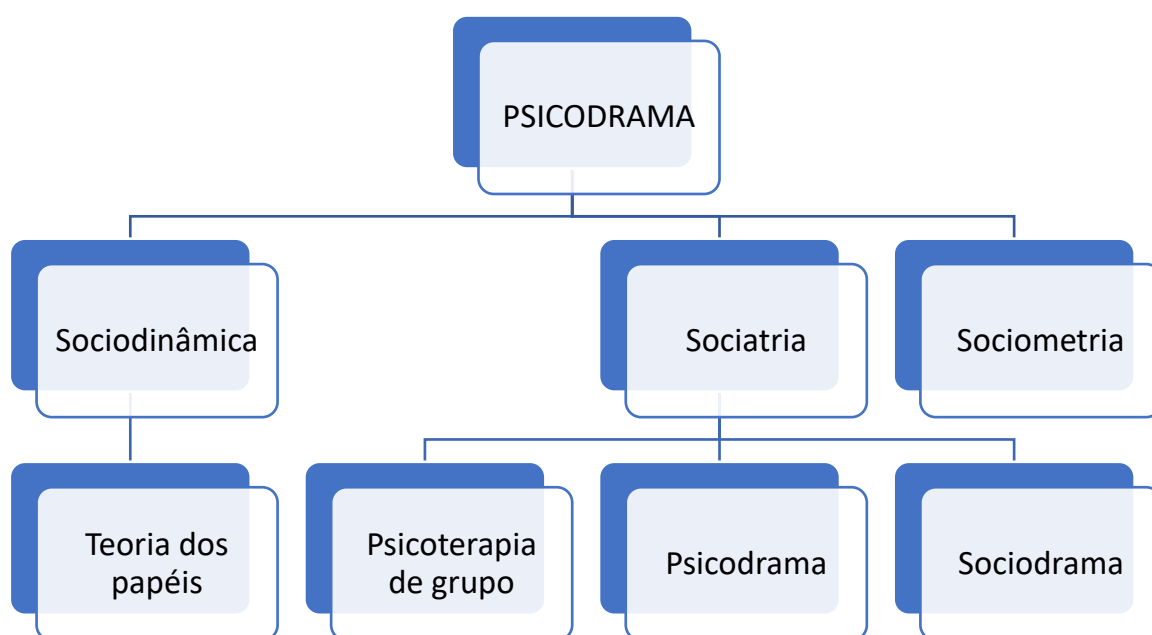 PSICODRAMA
Sociodinâmica
Sociatria
Sociometria
Teoria dos
papéis
Psicoterapia
de grupo
Psicodrama
Sociodrama